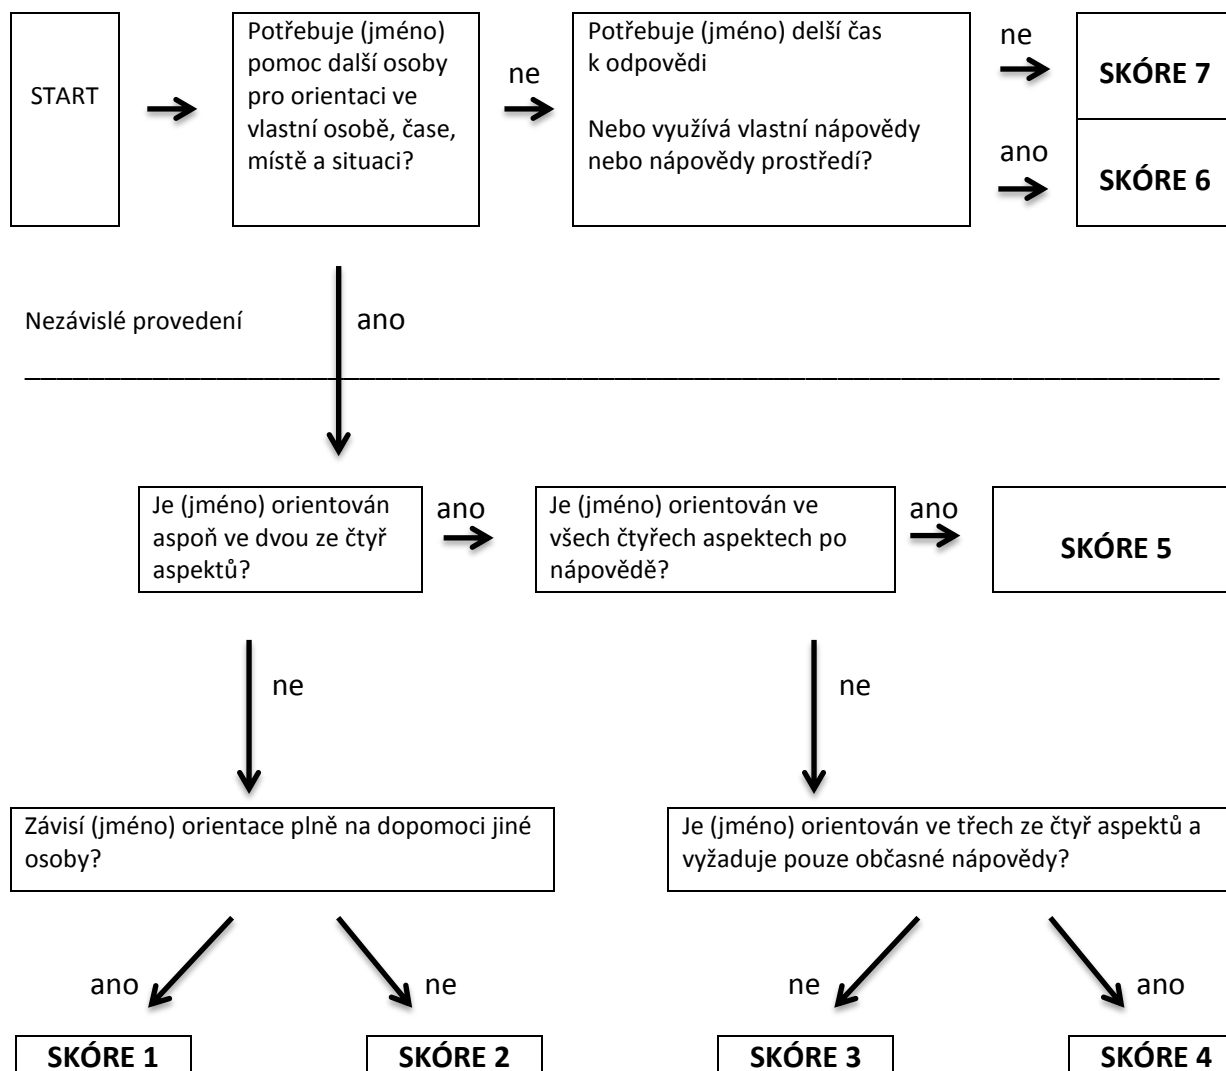 START
Potřebuje (jméno)
pomoc další osoby
pro orientaci ve
vlastní osobě, čase,
místě a situaci?
ne
Potřebuje (jméno) delší čas
k odpovědi
Nebo využívá vlastní nápovědy
nebo nápovědy prostředí?
ne
SKÓRE 7
ano
SKÓRE 6
Nezávislé provedení
ano
Je (jméno) orientován
aspoň ve dvou ze čtyř
aspektů?
ano
Je (jméno) orientován ve
všech čtyřech aspektech po
nápovědě?
ano
SKÓRE 5
ne
ne
Závisí (jméno) orientace plně na dopomoci jiné
osoby?
Je (jméno) orientován ve třech ze čtyř aspektů a
vyžaduje pouze občasné nápovědy?
ano
ne
ne
ano
SKÓRE 1
SKÓRE 2
SKÓRE 3
SKÓRE 4